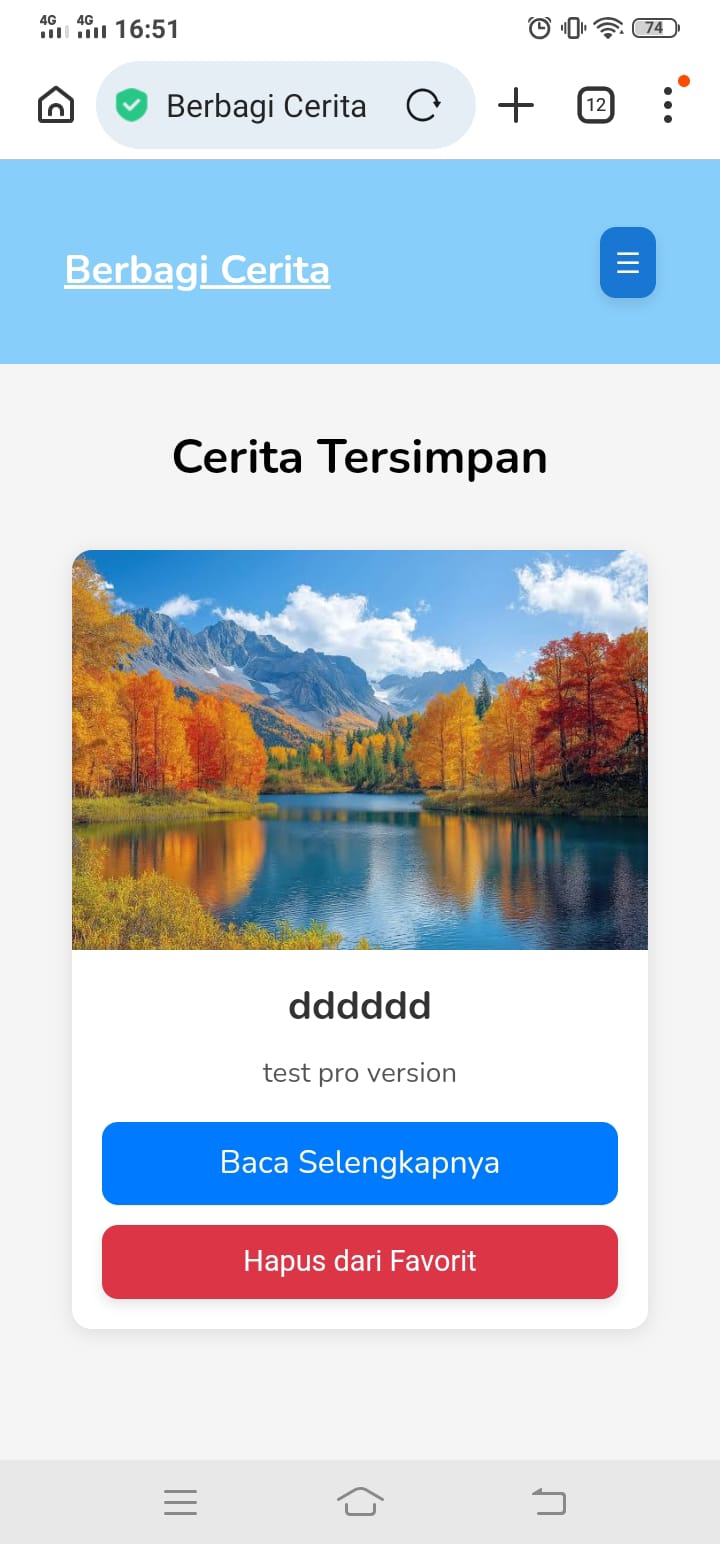 4G 4G 16:51 74
Berbagi Cerita 12
Berbagi Cerita
Cerita Tersimpan
dddddd
test pro version
Baca Selengkapnya
Hapus dari Favorit